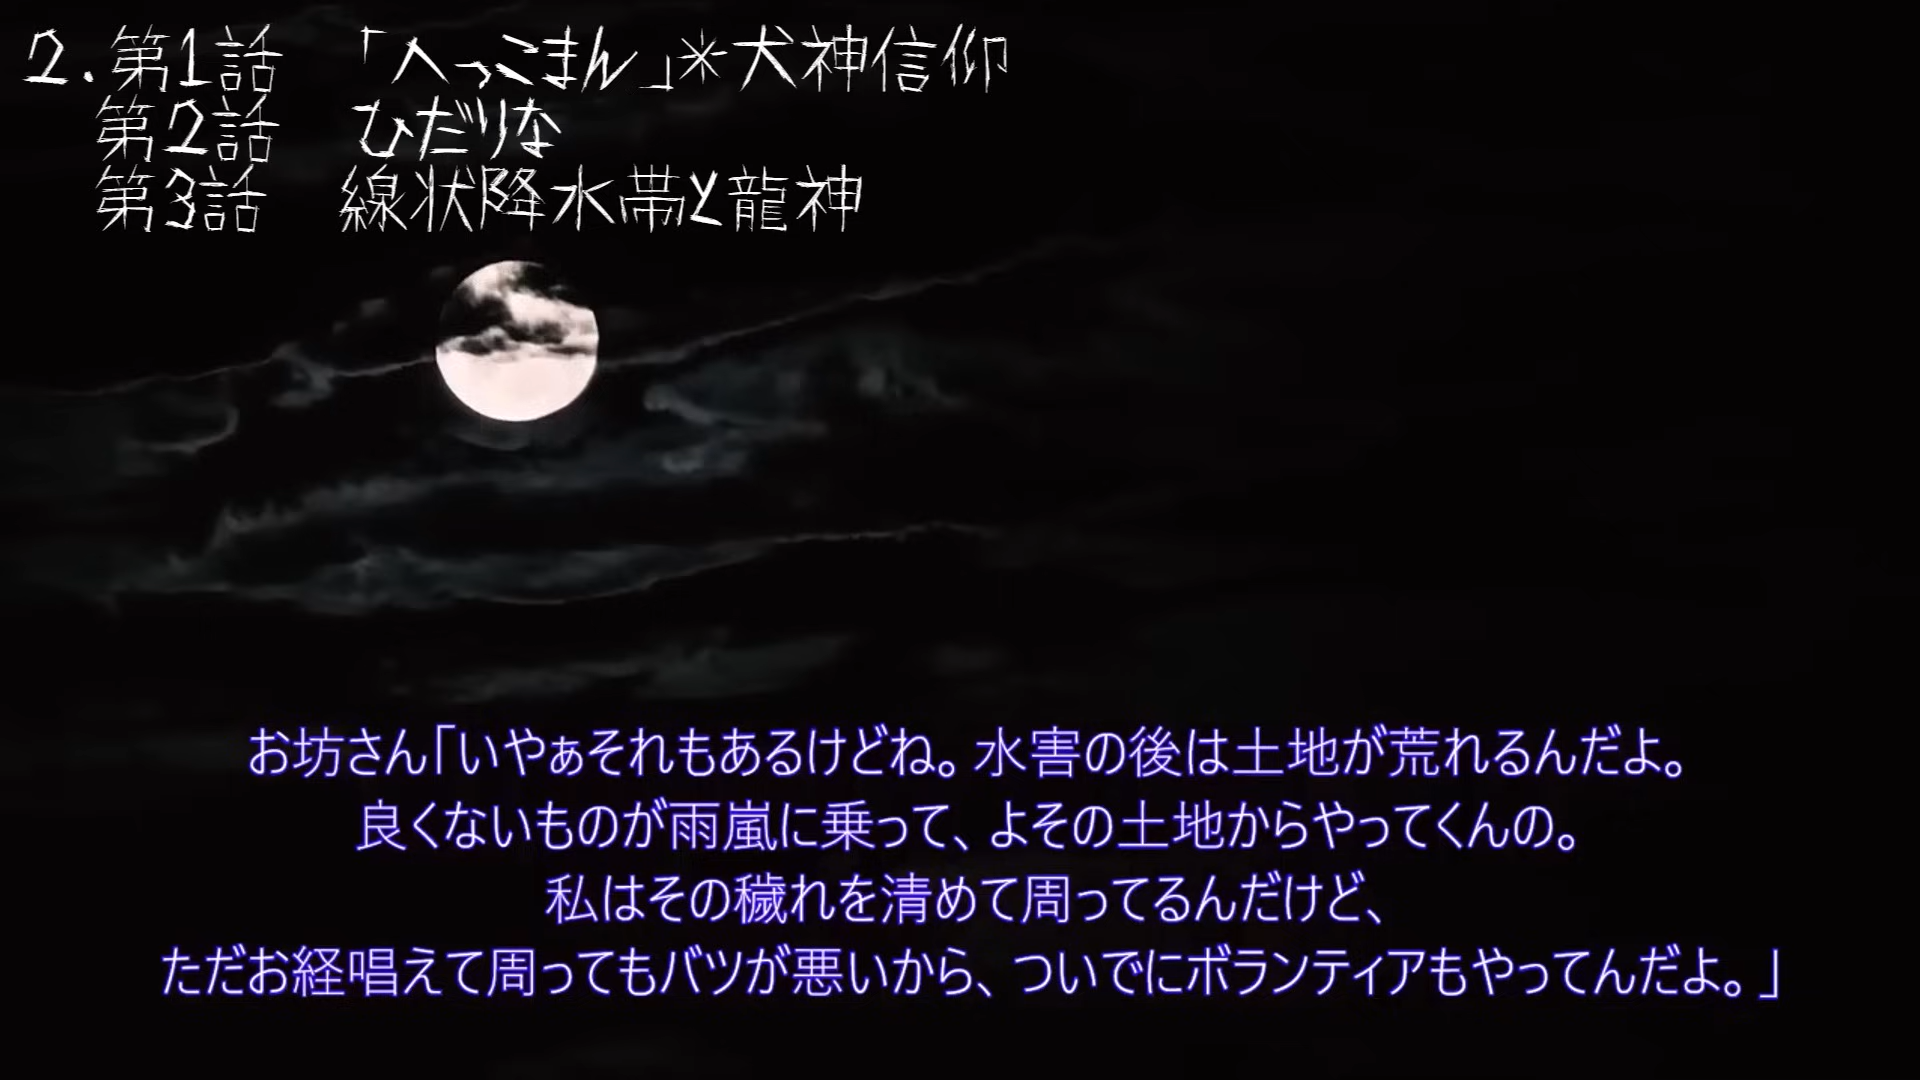 2.第1話　「へっこまん」＊犬神信仰
第2話　ひだりな
第3話　線状降水帯と龍神
お坊さん「いやぁそれもあるけどね。水害の後は土地が荒れるんだよ。
良くないものが雨嵐に乗って、よその土地からやってくんの。
私はその穢れを清めて周ってるんだけど、
ただお経唱えて周ってもバツが悪いから、ついでにボランティアもやってんだよ。」